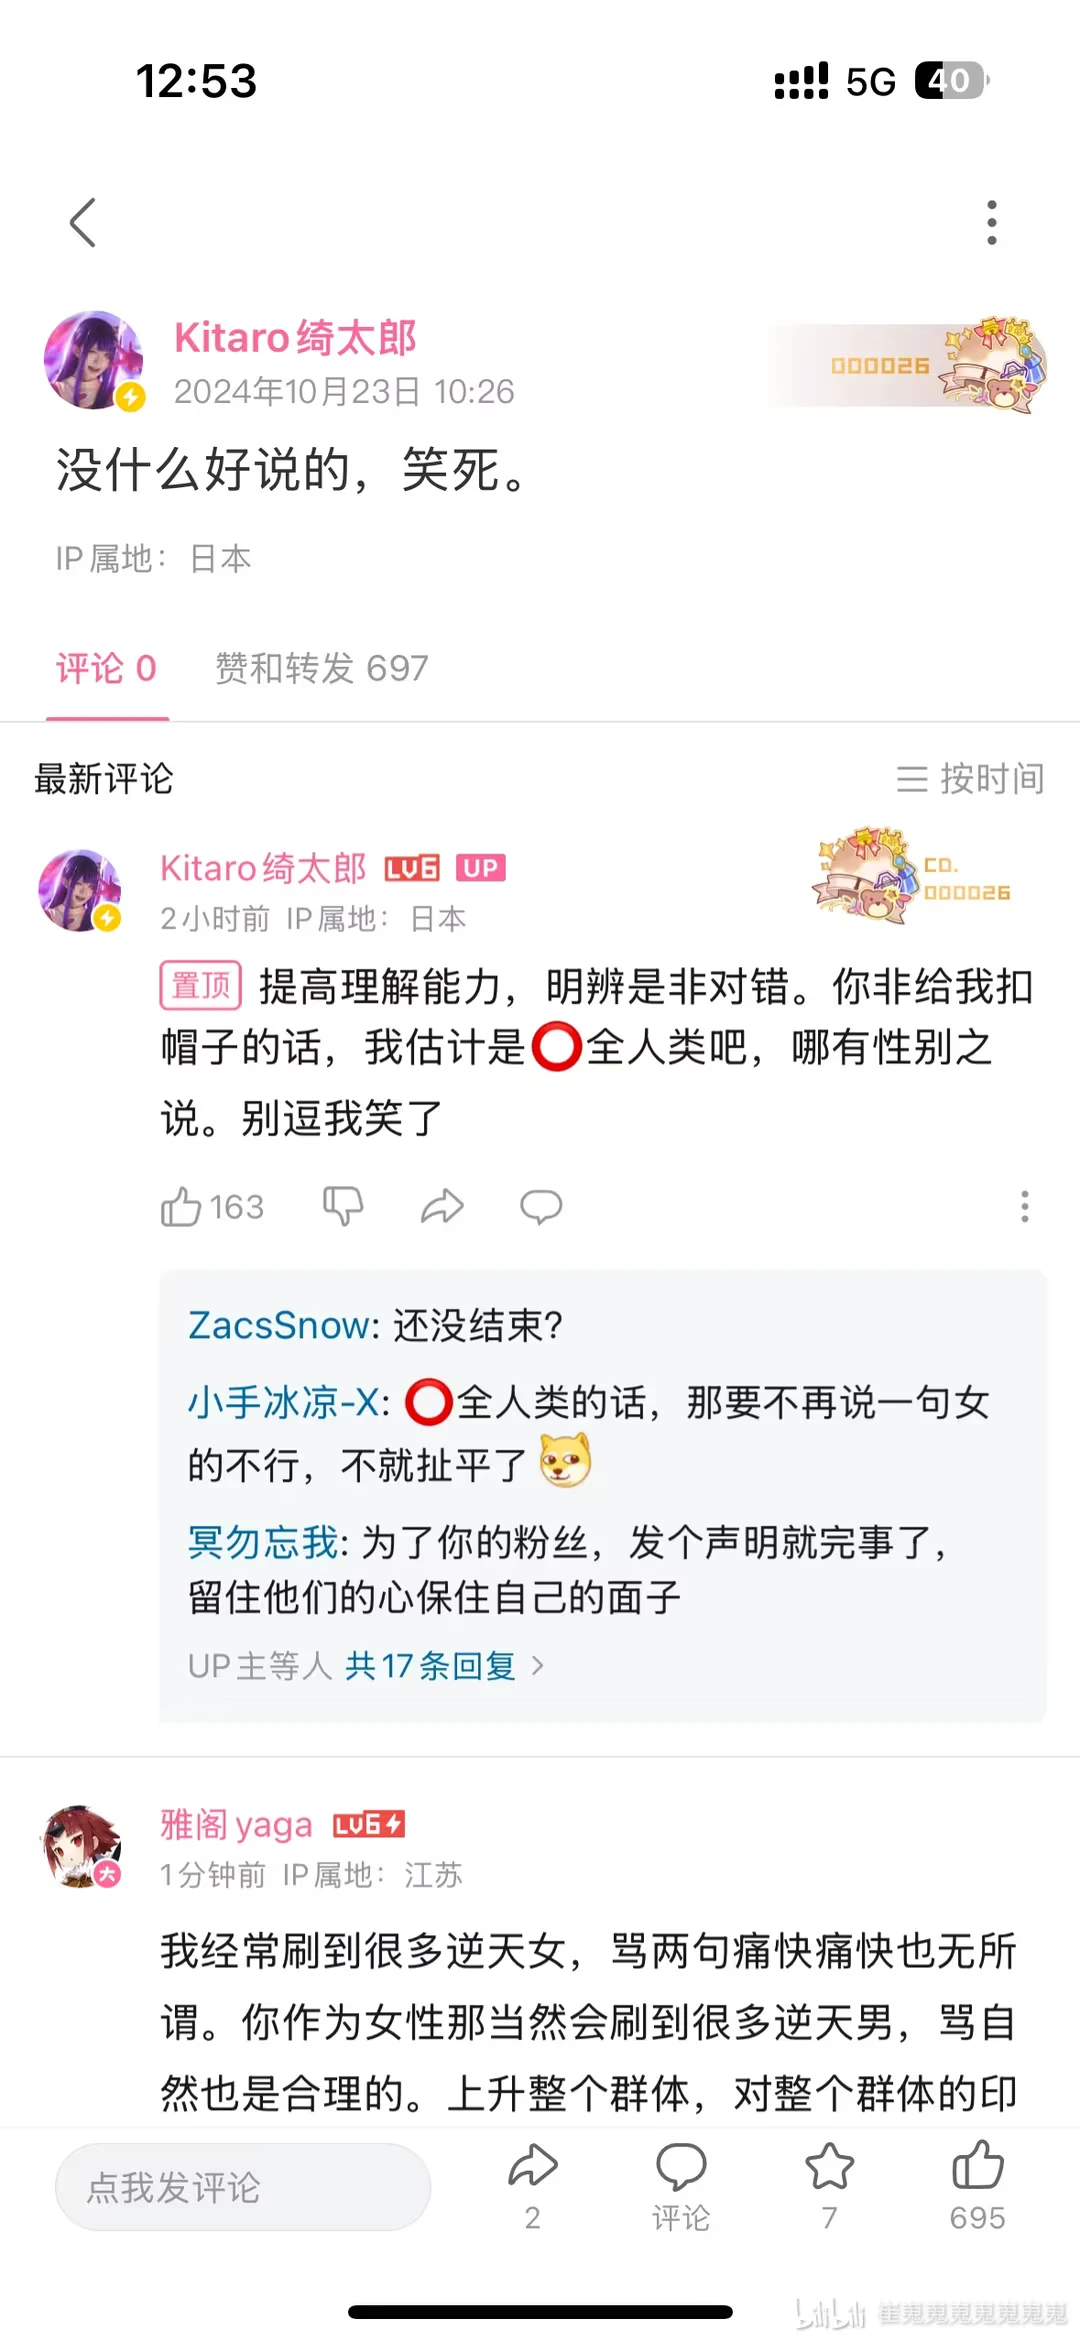 12:53
5G 40
Kitaro绮太郎
2024年10月23日 10:26
000026
没什么好说的，笑死。
IP属地：日本
评论 0
赞和转发 697
最新评论
按时间
Kitaro绮太郎 LV6 UP
2小时前 IP属地：日本
CD.
000026
置顶 提高理解能力，明辨是非对错。你非给我扣
帽子的话，我估计是⭕全人类吧，哪有性别之
说。别逗我笑了
163
ZacsSnow: 还没结束?
小手冰凉-X: ⭕全人类的话，那要不再说一句女
的不行，不就扯平了
冥勿忘我: 为了你的粉丝，发个声明就完事了，
留住他们的心保住自己的面子
UP主等人 共17条回复 >
雅阁yaga LV6
大
1分钟前 IP属地：江苏
我经常刷到很多逆天女，骂两句痛快痛快也无所
谓。你作为女性那当然会刷到很多逆天男，骂自
然也是合理的。上升整个群体，对整个群体的印
点我发评论
2
评论
7
695
bilibili